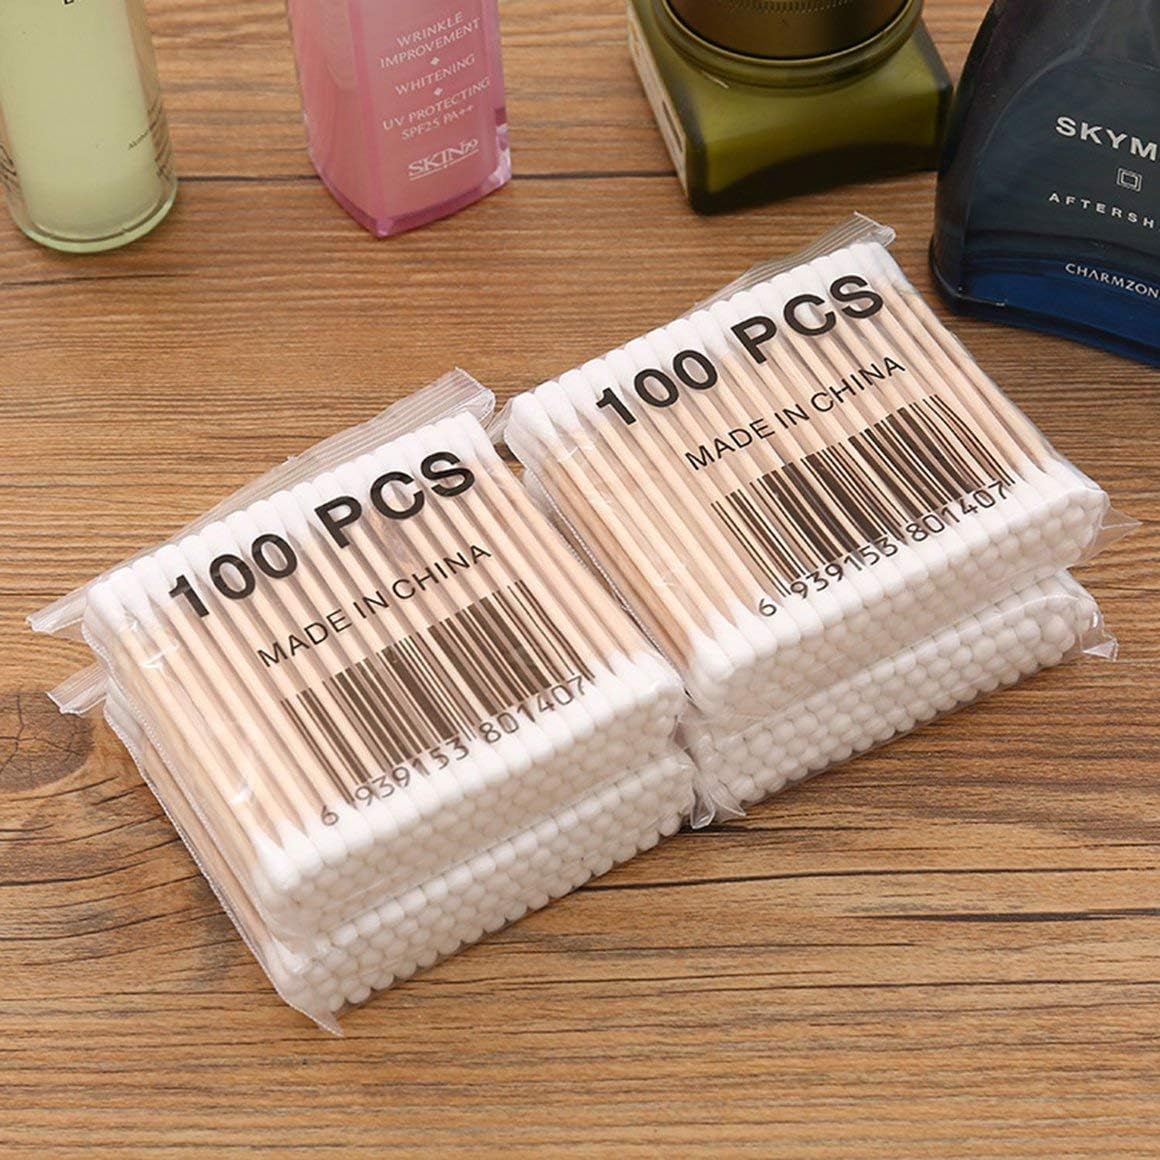 WRINKLE
IMPROVEMENT
WHITENING
UV PROTECTING
SPF25 PA++
SKIN79
SKYM
AFTERSH
CHARMZON
100 PCS
MADE IN CHINA
6 939153 801407
100 PCS
MADE IN CHINA
6 939153 801407